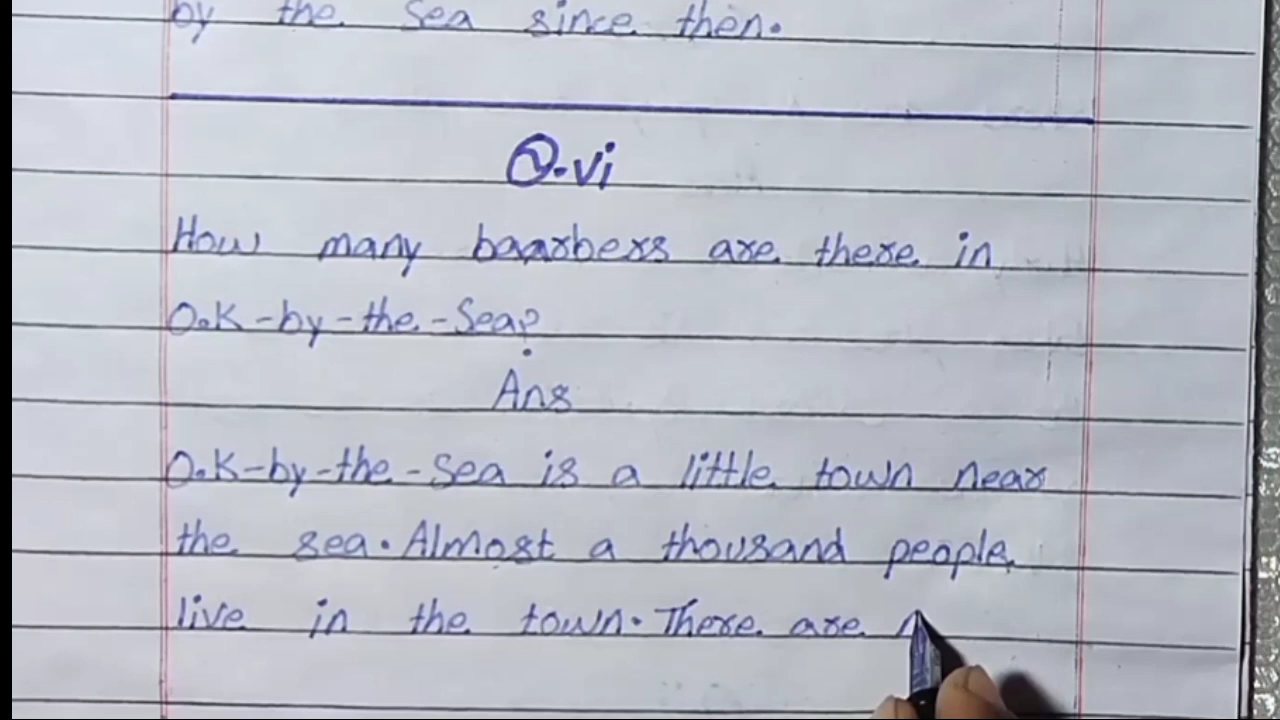 by the Sea since then.
Q.vi
How many baarbers are there in
O.K-by-the-Sea?
Ans
O.K-by-the-Sea is a little town near
the sea. Almost a thousand people
live in the town. There are